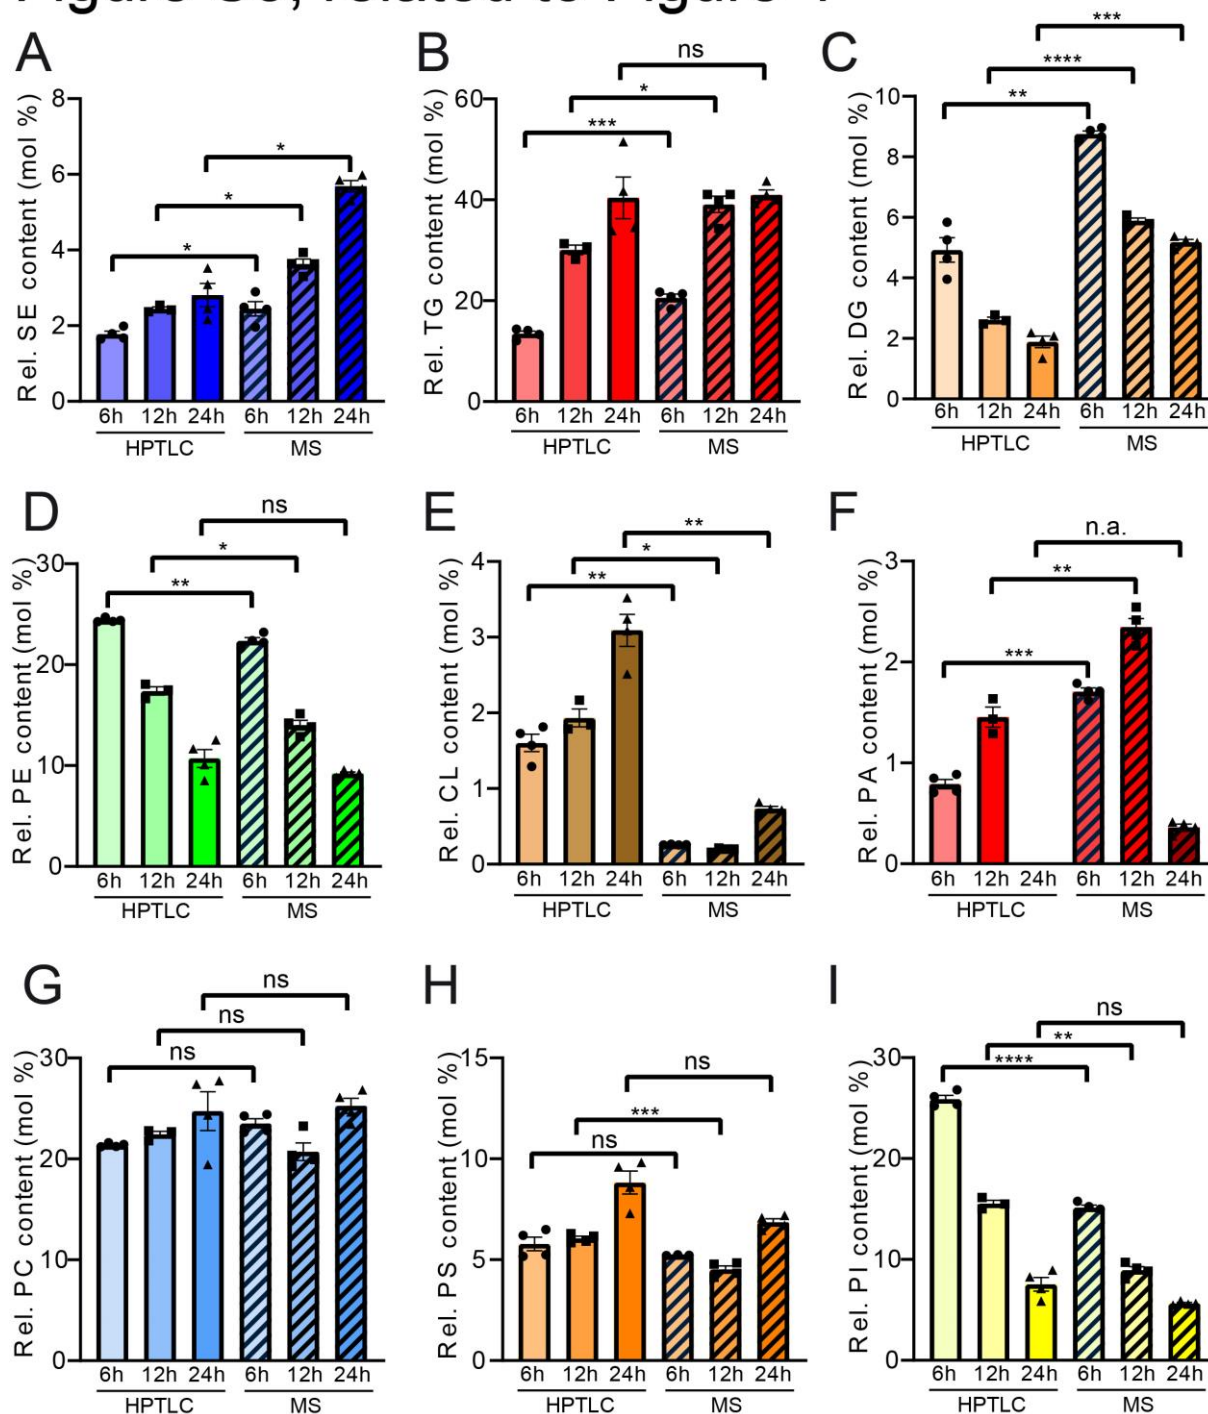 Figure related to Figure
A
Rel. SE content (mol %)
8
6
4
2
0
*
*
*
6h 12h 24h 6h 12h 24h
HPTLC MS
B
Rel. TG content (mol %)
60
40
20
0
ns
*
***
6h 12h 24h 6h 12h 24h
HPTLC MS
C
Rel. DG content (mol %)
10
8
6
4
2
0
***
****
**
6h 12h 24h 6h 12h 24h
HPTLC MS
D
Rel. PE content (mol %)
30
20
10
0
ns
*
**
6h 12h 24h 6h 12h 24h
HPTLC MS
E
Rel. CL content (mol %)
4
3
2
1
0
**
*
**
6h 12h 24h 6h 12h 24h
HPTLC MS
F
Rel. PA content (mol %)
3
2
1
0
n.a.
**
***
6h 12h 24h 6h 12h 24h
HPTLC MS
G
Rel. PC content (mol %)
30
20
10
0
ns
ns
ns
6h 12h 24h 6h 12h 24h
HPTLC MS
H
Rel. PS content (mol %)
15
10
5
0
ns
***
ns
6h 12h 24h 6h 12h 24h
HPTLC MS
I
Rel. PI content (mol %)
30
20
10
0
ns
**
****
6h 12h 24h 6h 12h 24h
HPTLC MS